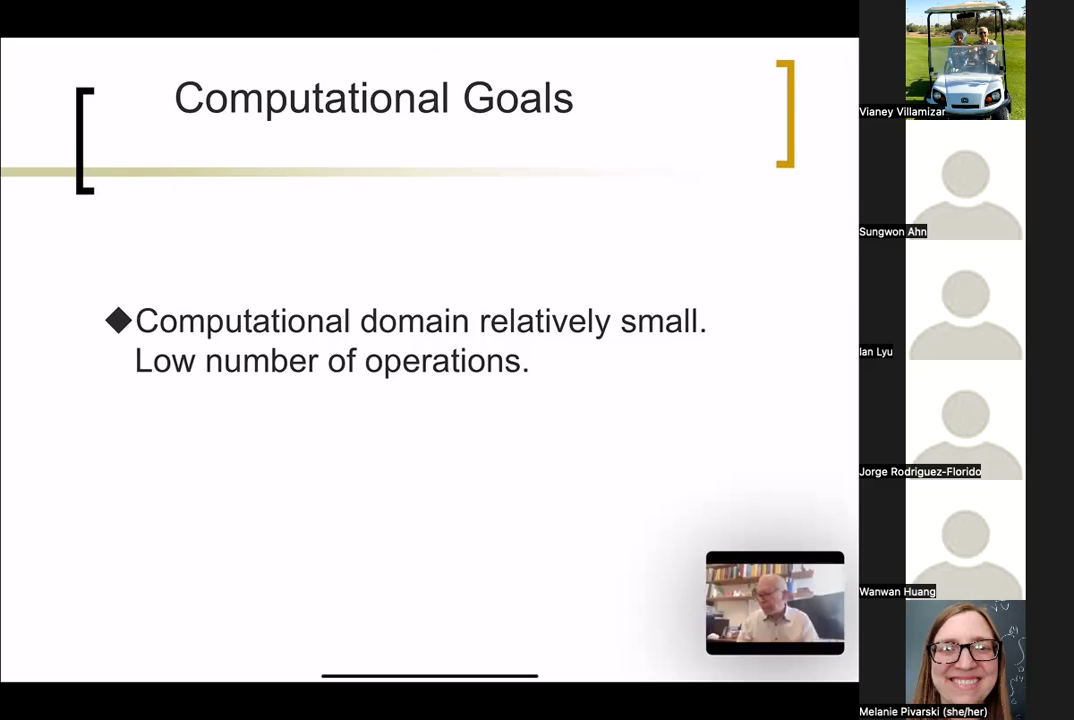 Computational Goals
Computational domain relatively small.
Low number of operations.
Vianey Villamizar
Sungwon Ahn
Ian Lyu
Jorge Rodriguez-Florido
Wanwan Huang
Melanie Pivarski (she/her)